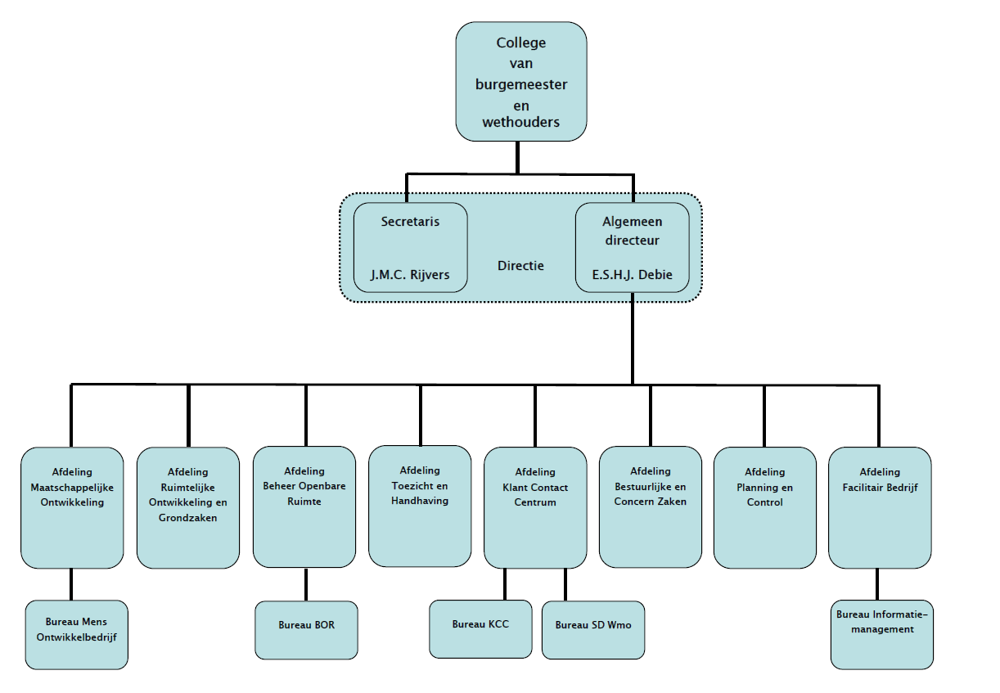 College
van
burgemeester
en
wethouders
Secretaris
J.M.C. Rijvers
Directie
Algemeen
directeur
E.S.H.J. Debie
Afdeling
Maatschappelijke
Ontwikkeling
Afdeling
Ruimtelijke
Ontwikkeling en
Grondzaken
Afdeling
Beheer Openbare
Ruimte
Afdeling
Toezicht en
Handhaving
Afdeling
Klant Contact
Centrum
Afdeling
Bestuurlijke en
Concern Zaken
Afdeling
Planning en
Control
Afdeling
Facilitair Bedrijf
Bureau Mens
Ontwikkelbedrijf
Bureau BOR
Bureau KCC
Bureau SD Wmo
Bureau Informatie-
management